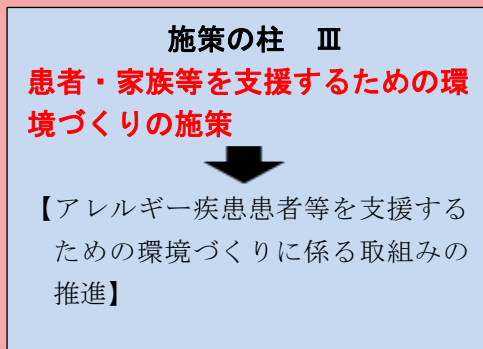 施策の柱　Ⅲ
患者・家族等を支援するための環
境づくりの施策
【アレルギー疾患患者等を支援する
ための環境づくりに係る取組みの
推進】